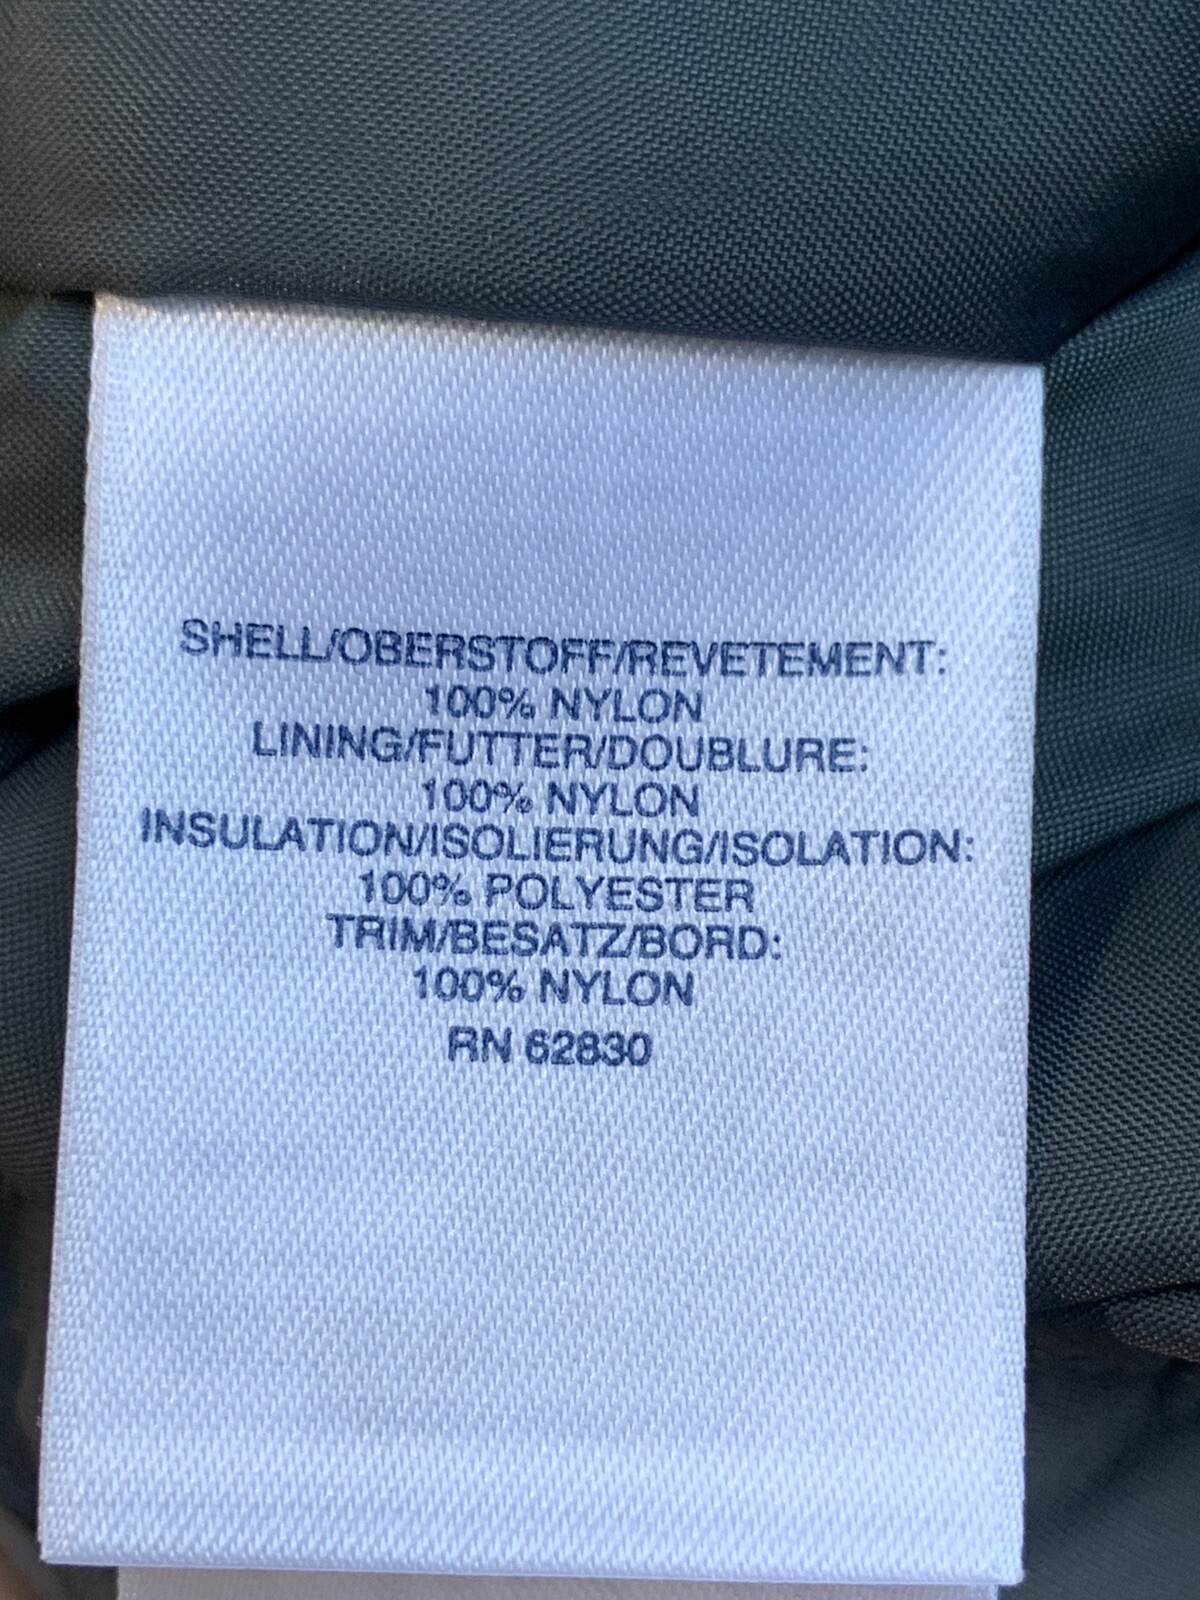 SHELL/OBERSTOFF/REVETEMENT:
100% NYLON
LINING/FUTTER/DOUBLURE:
100% NYLON
INSULATION/ISOLIERUNG/ISOLATION:
100% POLYESTER
TRIM/BESATZ/BORD:
100% NYLON
RN 62830